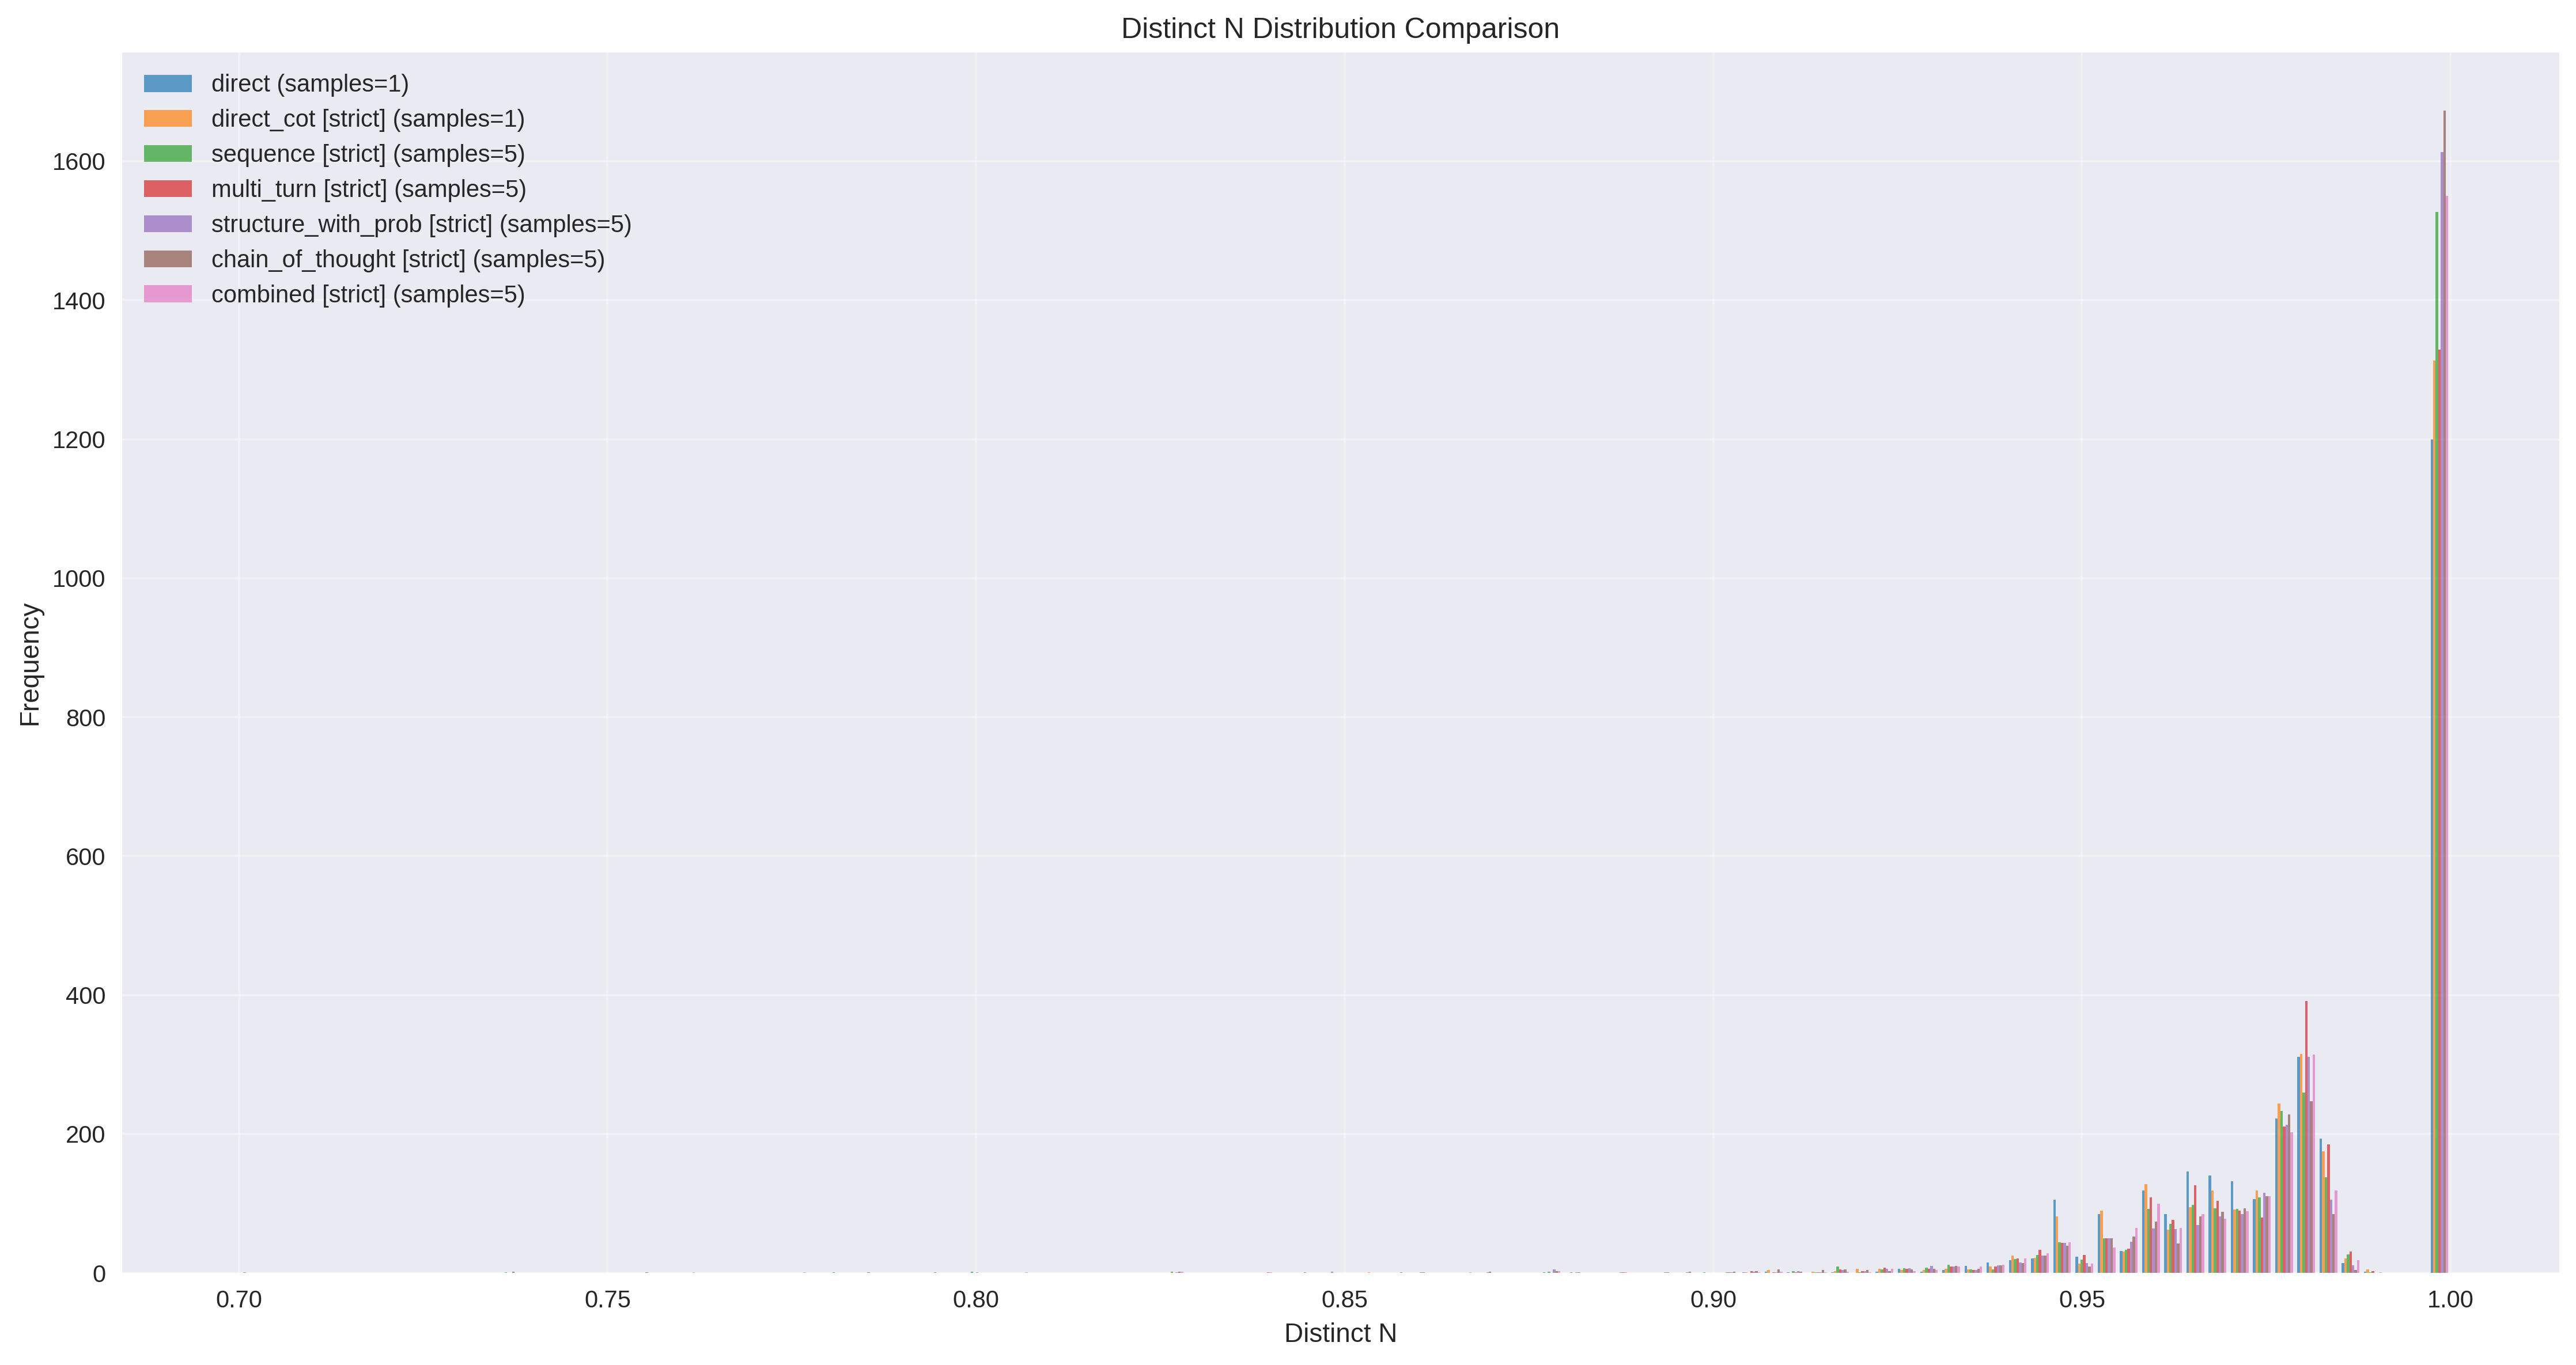 Distinct N Distribution Comparison
direct (samples=1)
direct_cot [strict] (samples=1)
sequence [strict] (samples=5)
multi_turn [strict] (samples=5)
structure_with_prob [strict] (samples=5)
chain_of_thought [strict] (samples=5)
combined [strict] (samples=5)
Frequency
1600
1400
1200
1000
800
600
400
200
0
0.70 0.75 0.80 0.85 0.90 0.95 1.00
Distinct N